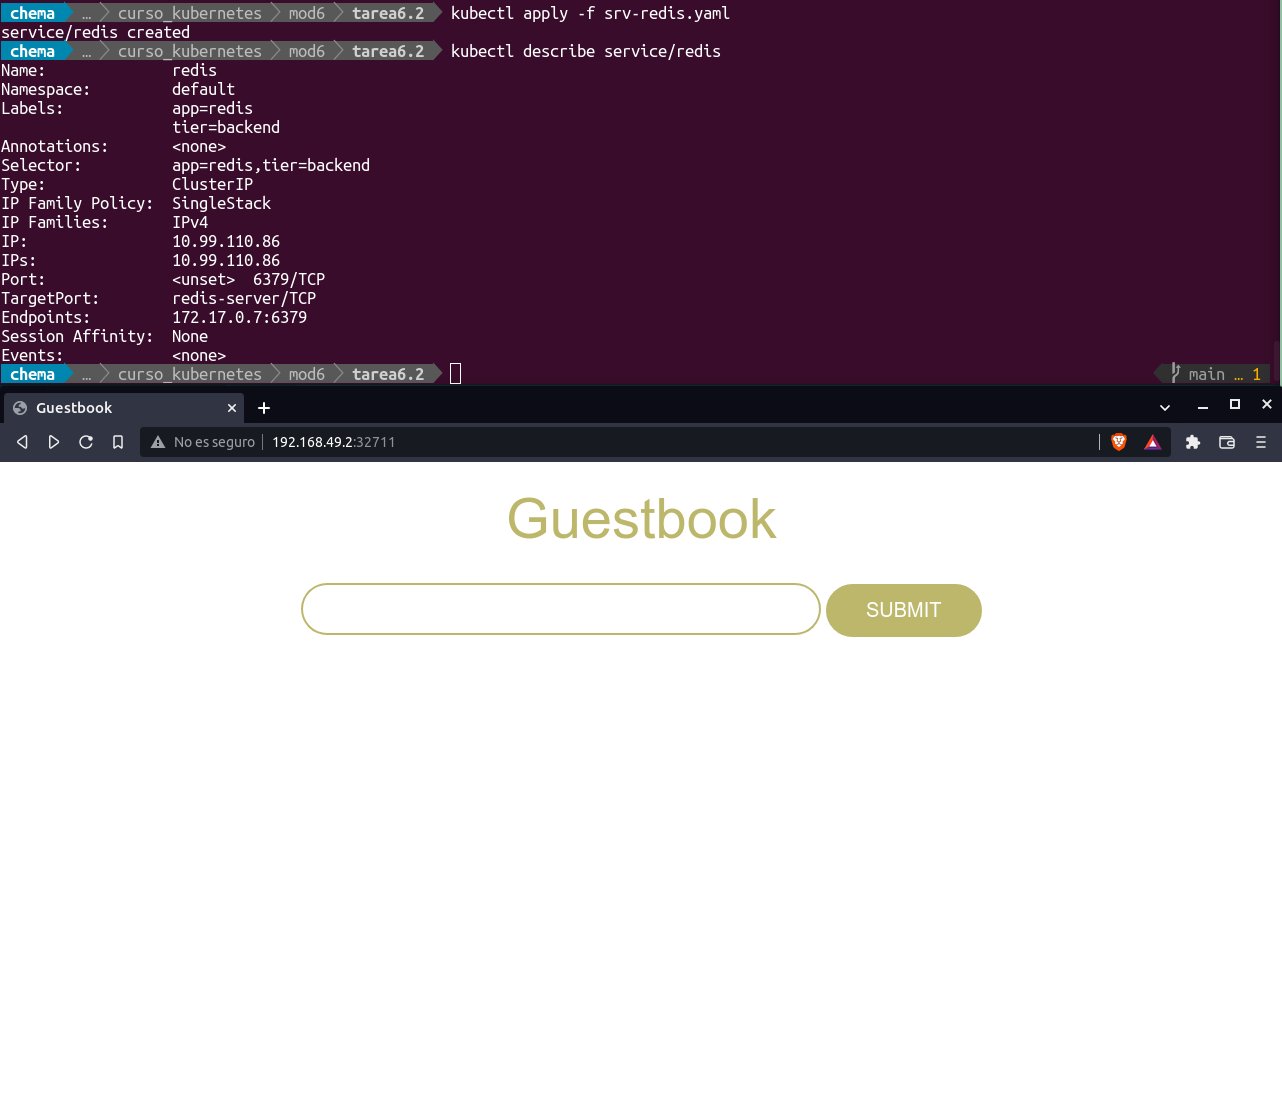 chema … curso_kubernetes mod6 tarea6.2 kubectl apply -f srv-redis.yaml
service/redis created
chema … curso_kubernetes mod6 tarea6.2 kubectl describe service/redis
Name: redis
Namespace: default
Labels: app=redis
tier=backend
Annotations: <none>
Selector: app=redis,tier=backend
Type: ClusterIP
IP Family Policy: SingleStack
IP Families: IPv4
IP: 10.99.110.86
IPs: 10.99.110.86
Port: <unset> 6379/TCP
TargetPort: redis-server/TCP
Endpoints: 172.17.0.7:6379
Session Affinity: None
Events: <none>
chema … curso_kubernetes mod6 tarea6.2 main … 1
Guestbook
No es seguro 192.168.49.2:32711
Guestbook
SUBMIT